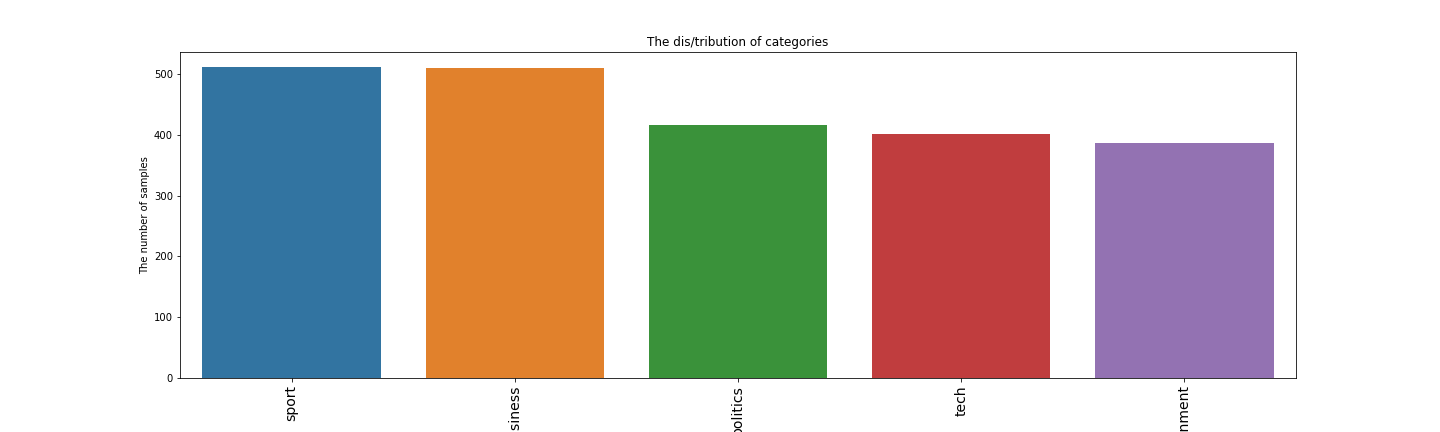 The dis/tribution of categories
The number of samples
500
400
300
200
100
0
sport
siness
politics
tech
nment